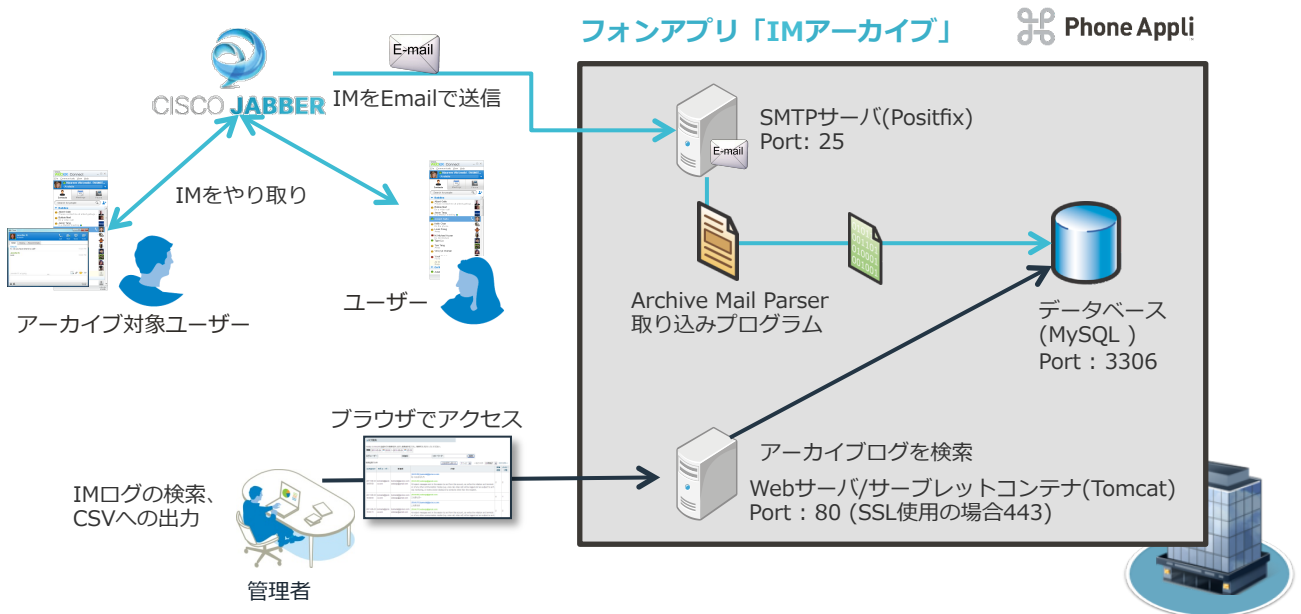 フォンアプリ「IMアーカイブ」
Phone Appli
E-mail
CISCO JABBER
IMをEmailで送信
SMTPサーバ(Positfix)
Port: 25
E-mail
IMをやり取り
アーカイブ対象ユーザー
ユーザー
Archive Mail Parser
取り込みプログラム
データベース
(MySQL )
Port : 3306
ブラウザでアクセス
IMログの検索、
CSVへの出力
管理者
アーカイブログを検索
Webサーバ/サーブレットコンテナ(Tomcat)
Port : 80 (SSL使用の場合443)